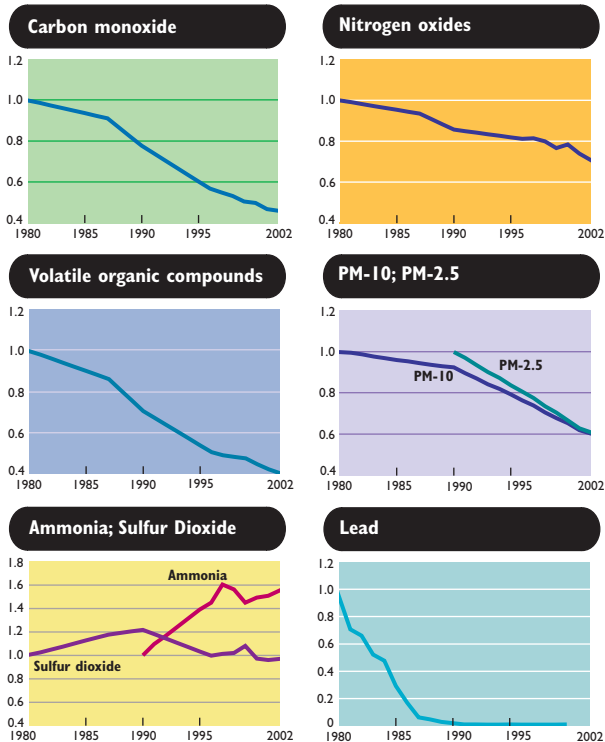 Carbon monoxide
1.2
1.0
0.8
0.6
0.4
1980 1985 1990 1995 2002
Nitrogen oxides
1.2
1.0
0.8
0.6
0.4
1980 1985 1990 1995 2002
Volatile organic compounds
1.2
1.0
0.8
0.6
0.4
1980 1985 1990 1995 2002
PM-10; PM-2.5
1.2
1.0
PM-2.5
PM-10
0.8
0.6
0.4
1980 1985 1990 1995 2002
Ammonia; Sulfur Dioxide
1.8
Ammonia
1.6
1.4
1.2
1.0
Sulfur dioxide
0.8
0.6
0.4
1980 1985 1990 1995 2002
Lead
1.2
1.0
0.8
0.6
0.4
0.2
0
1980 1985 1990 1995 2002